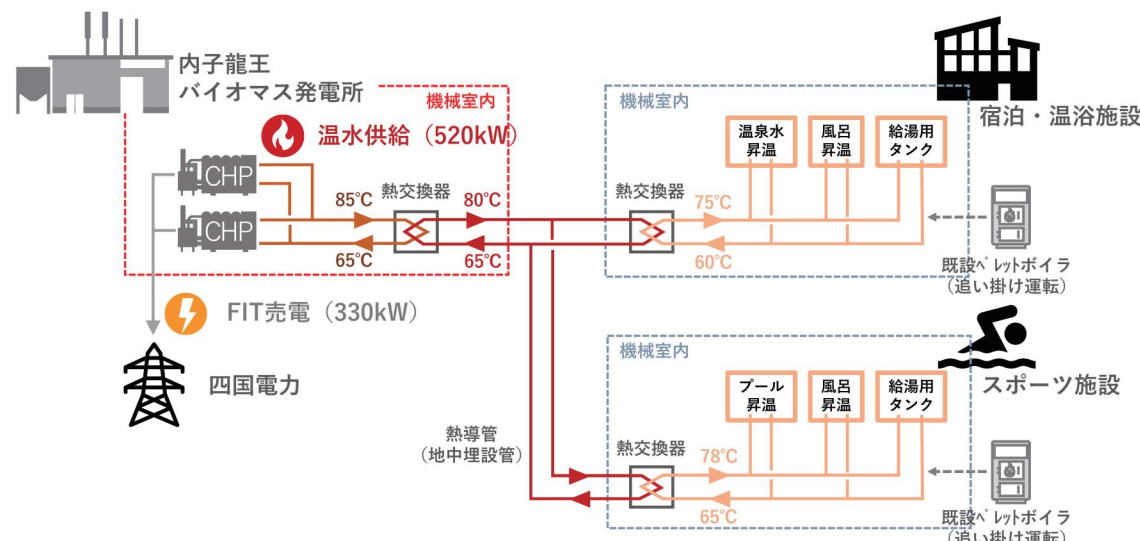 内子龍王
バイオマス発電所
機械室内
温水供給（520kW）
CHP
CHP
85℃
65℃
熱交換器
80℃
65℃
FIT売電（330kW）
四国電力
熱導管
（地中埋設管）
機械室内
宿泊・温浴施設
温泉水
昇温
風呂
昇温
給湯用
タンク
熱交換器
75℃
60℃
既設ペレットボイラ
（追い掛け運転）
機械室内
スポーツ施設
プール
昇温
風呂
昇温
給湯用
タンク
熱交換器
78℃
65℃
既設ペレットボイラ
（追い掛け運転）